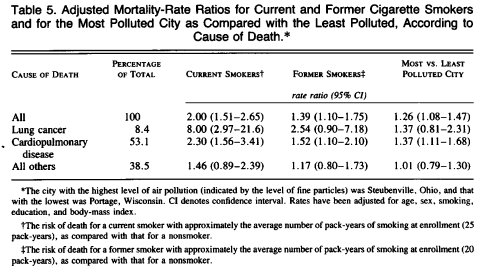 Table 5. Adjusted Mortality-Rate Ratios for Current and Former Cigarette Smokers
and for the Most Polluted City as Compared with the Least Polluted, According to
Cause of Death.*
CAUSE OF DEATH PERCENTAGE OF TOTAL CURRENT SMOKERS† FORMER SMOKERS‡ MOST VS. LEAST POLLUTED CITY
rate ratio (95% CI)
All 100 2.00 (1.51–2.65) 1.39 (1.10–1.75) 1.26 (1.08–1.47)
Lung cancer 8.4 8.00 (2.97–21.6) 2.54 (0.90–7.18) 1.37 (0.81–2.31)
Cardiopulmonary 53.1 2.30 (1.56–3.41) 1.52 (1.10–2.10) 1.37 (1.11–1.68)
disease
All others 38.5 1.46 (0.89–2.39) 1.17 (0.80–1.73) 1.01 (0.79–1.30)
*The city with the highest level of air pollution (indicated by the level of fine particles) was Steubenville, Ohio, and that
with the lowest was Portage, Wisconsin. CI denotes confidence interval. Rates have been adjusted for age, sex, smoking,
education, and body-mass index.
†The risk of death for a current smoker with approximately the average number of pack-years of smoking at enrollment (25
pack-years), as compared with that for a nonsmoker.
‡The risk of death for a former smoker with approximately the average number of pack-years of smoking at enrollment (20
pack-years), as compared with that for a nonsmoker.